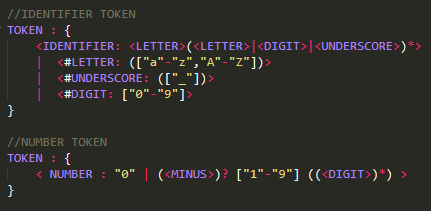 //IDENTIFIER TOKEN
TOKEN : {
    <IDENTIFIER: <LETTER>(<LETTER>|<DIGIT>|<UNDERSCORE>)*>
    |  <#LETTER: (["a"-"z","A"-"Z"])>
    |  <#UNDERSCORE: (["_"])>
    |  <#DIGIT: ["0"-"9"]>
}

//NUMBER TOKEN
TOKEN : {
    < NUMBER : "0" | (<MINUS>)? ["1"-"9"] ((<DIGIT>)*) >
}